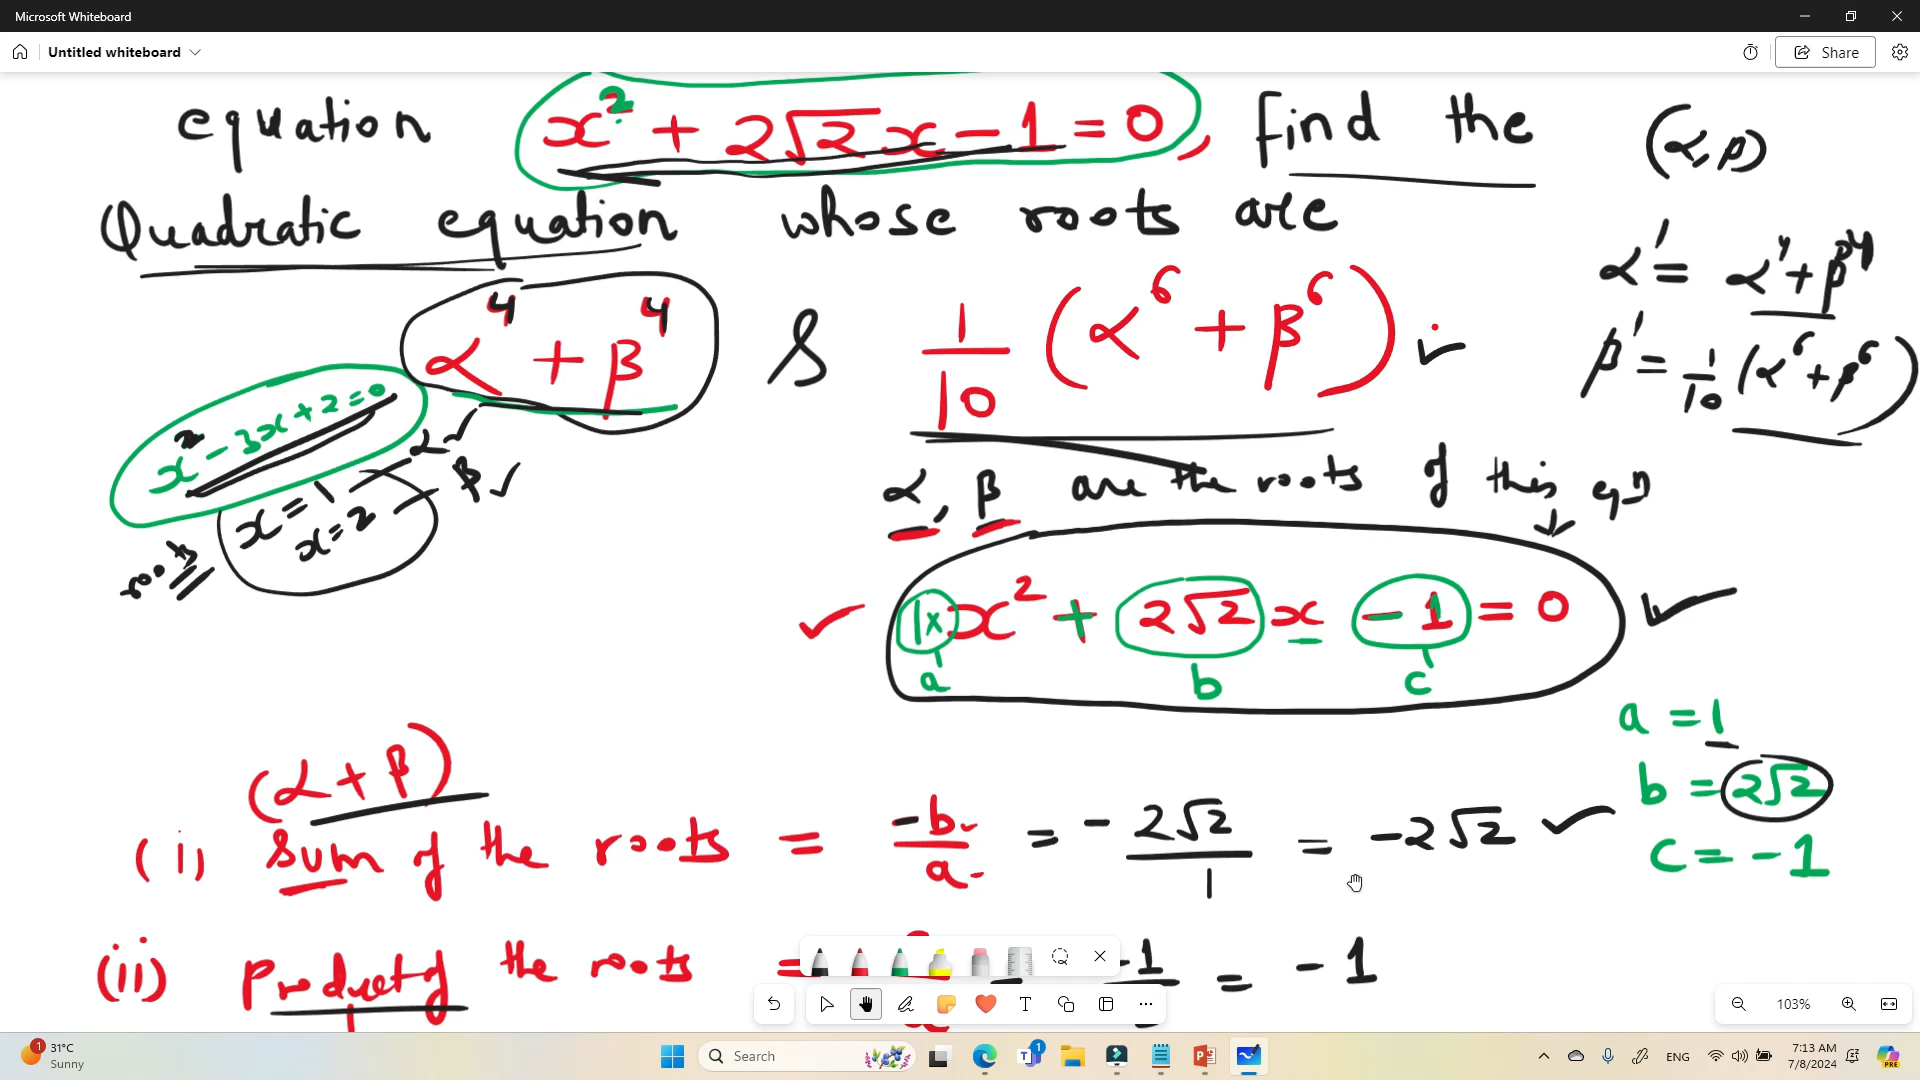 Microsoft Whiteboard
Untitled whiteboard
Share
equation x² + 2√2x - 1 = 0, find the
(α, β)
Quadratic equation whose roots are
α⁴ + β⁴ & 1/10 (α⁶ + β⁶)
α' = α⁴ + β⁴
β' = 1/10 (α⁶ + β⁶)
x² - 3x + 2 = 0
x = 1 α
x = 2 β
roots
α, β are the roots of this eqn
1x x² + 2√2 x - 1 = 0
a b c
a = 1
b = 2√2
c = -1
(α + β)
(i) Sum of the roots = -b/a = - 2√2/1 = -2√2
(ii) Product of the roots = -1 = -1
103%
31°C
Sunny
Search
ENG
7:13 AM
7/8/2024